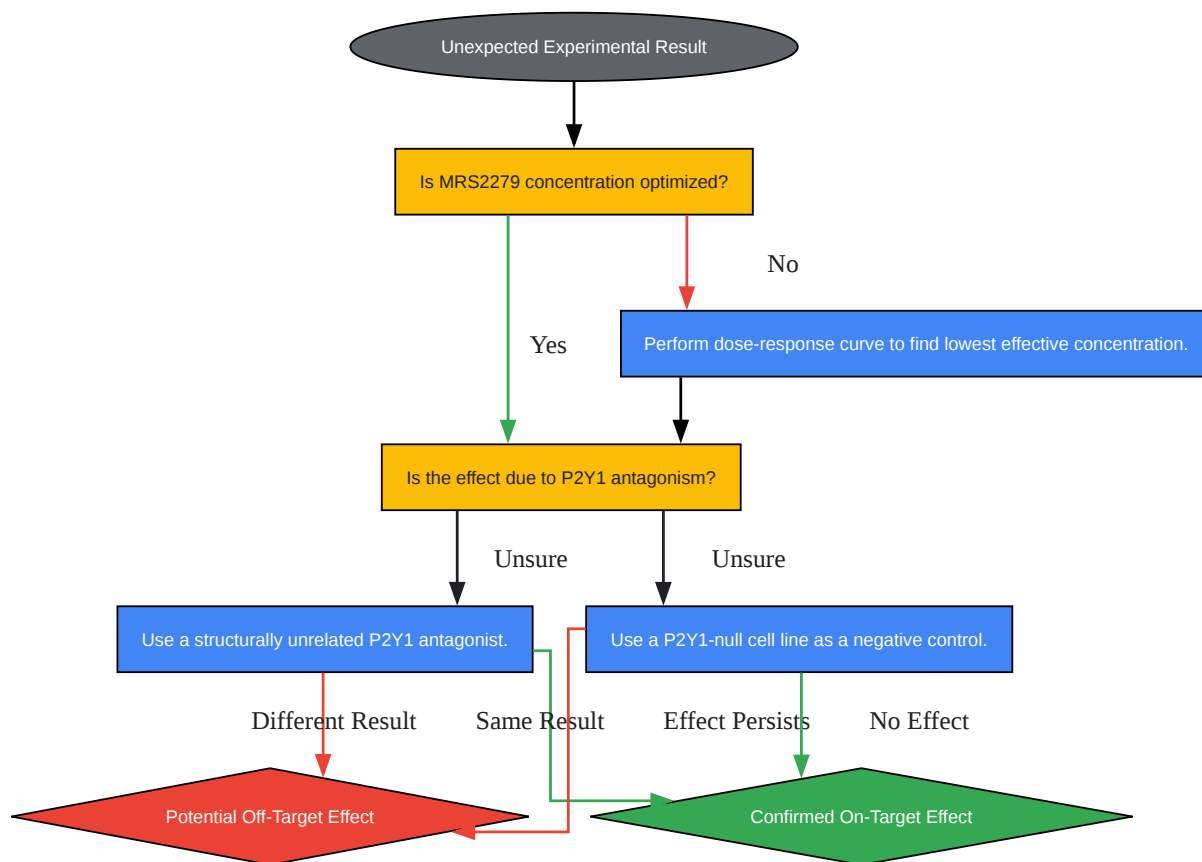 Unexpected Experimental Result
Is MRS2279 concentration optimized?
No
Yes
Perform dose-response curve to find lowest effective concentration.
Is the effect due to P2Y1 antagonism?
Unsure
Unsure
Use a structurally unrelated P2Y1 antagonist.
Use a P2Y1-null cell line as a negative control.
Different Result
Same Result
Effect Persists
No Effect
Potential Off-Target Effect
Confirmed On-Target Effect